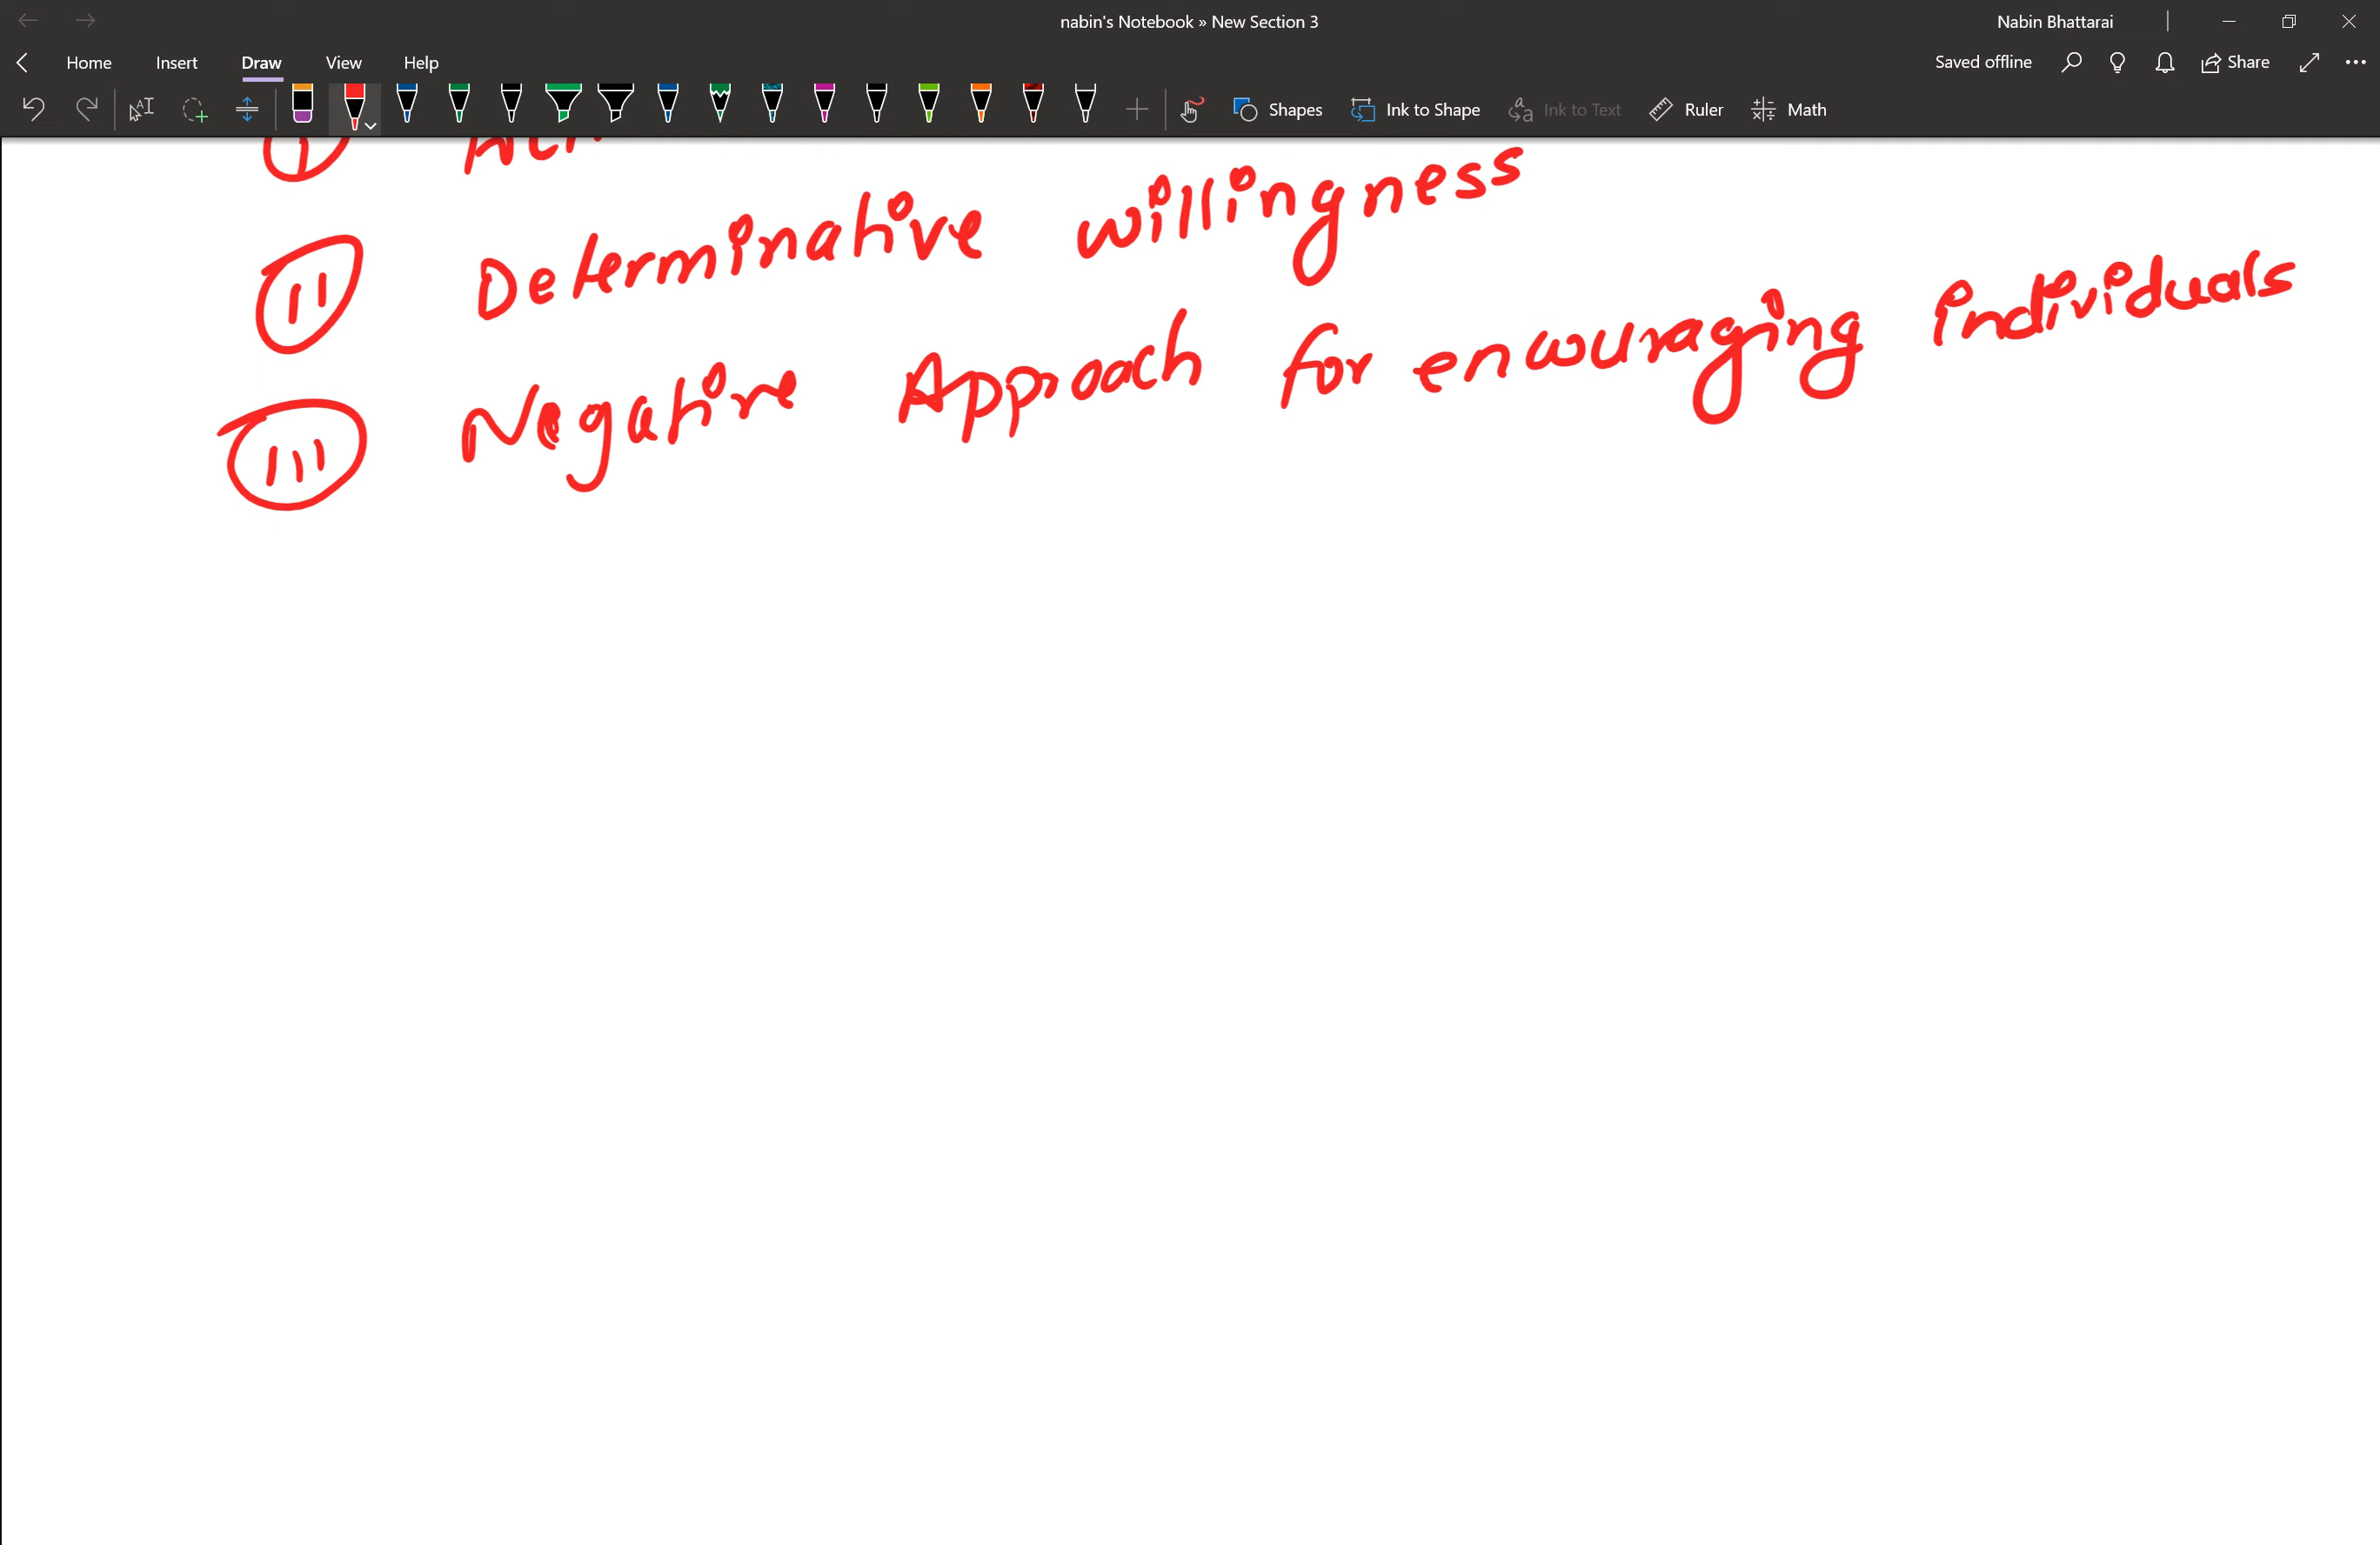 nabin's Notebook » New Section 3
Nabin Bhattarai
Home Insert Draw View Help
Saved offline
Share
Shapes
Ink to Shape
Ink to Text
Ruler
Math
(i)
(ii) Determinative willingness
(iii) Negative Approach for encouraging individuals